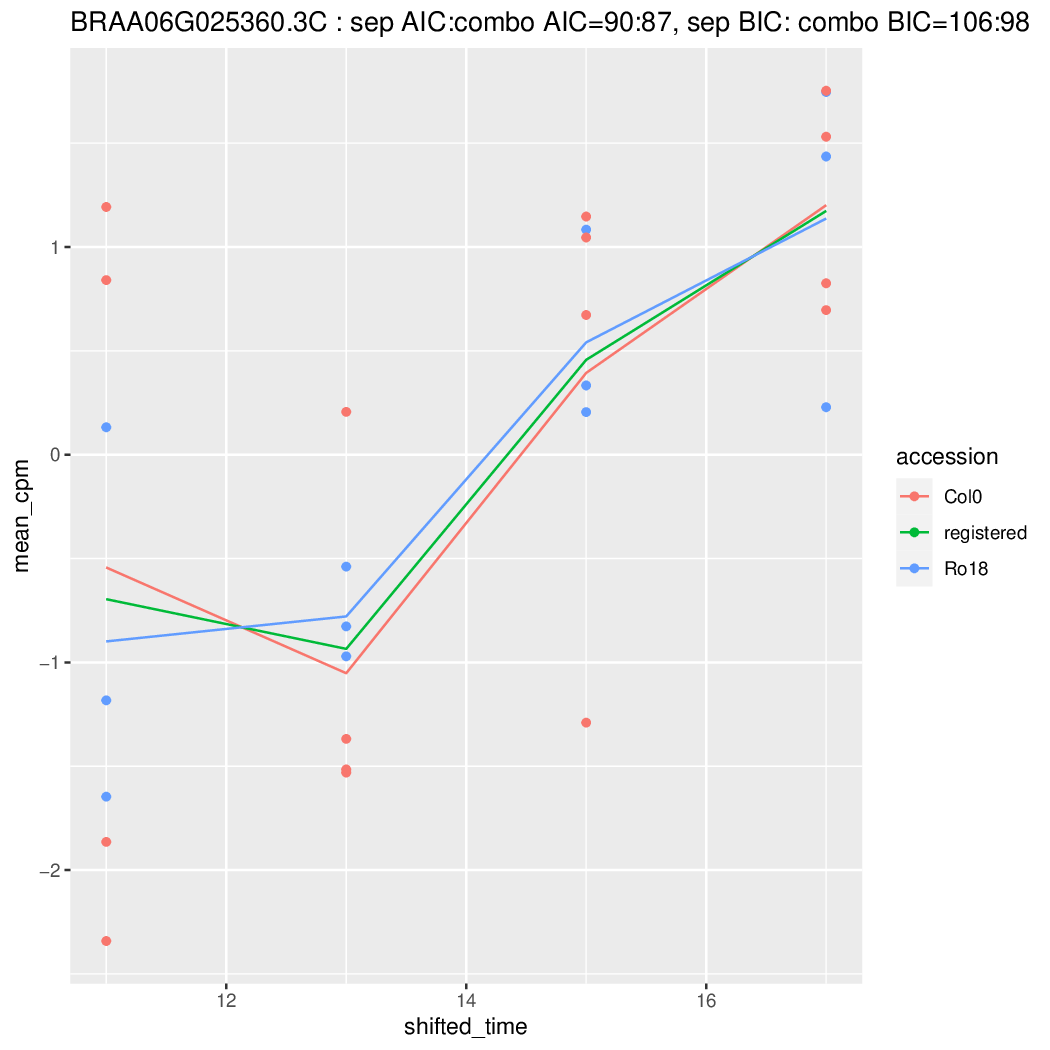 BRAA06G025360.3C : sep AIC:combo AIC=90:87, sep BIC: combo BIC=106:98
1
0
−1
−2
mean_cpm
12
14
16
shifted_time
accession
Col0
registered
Ro18